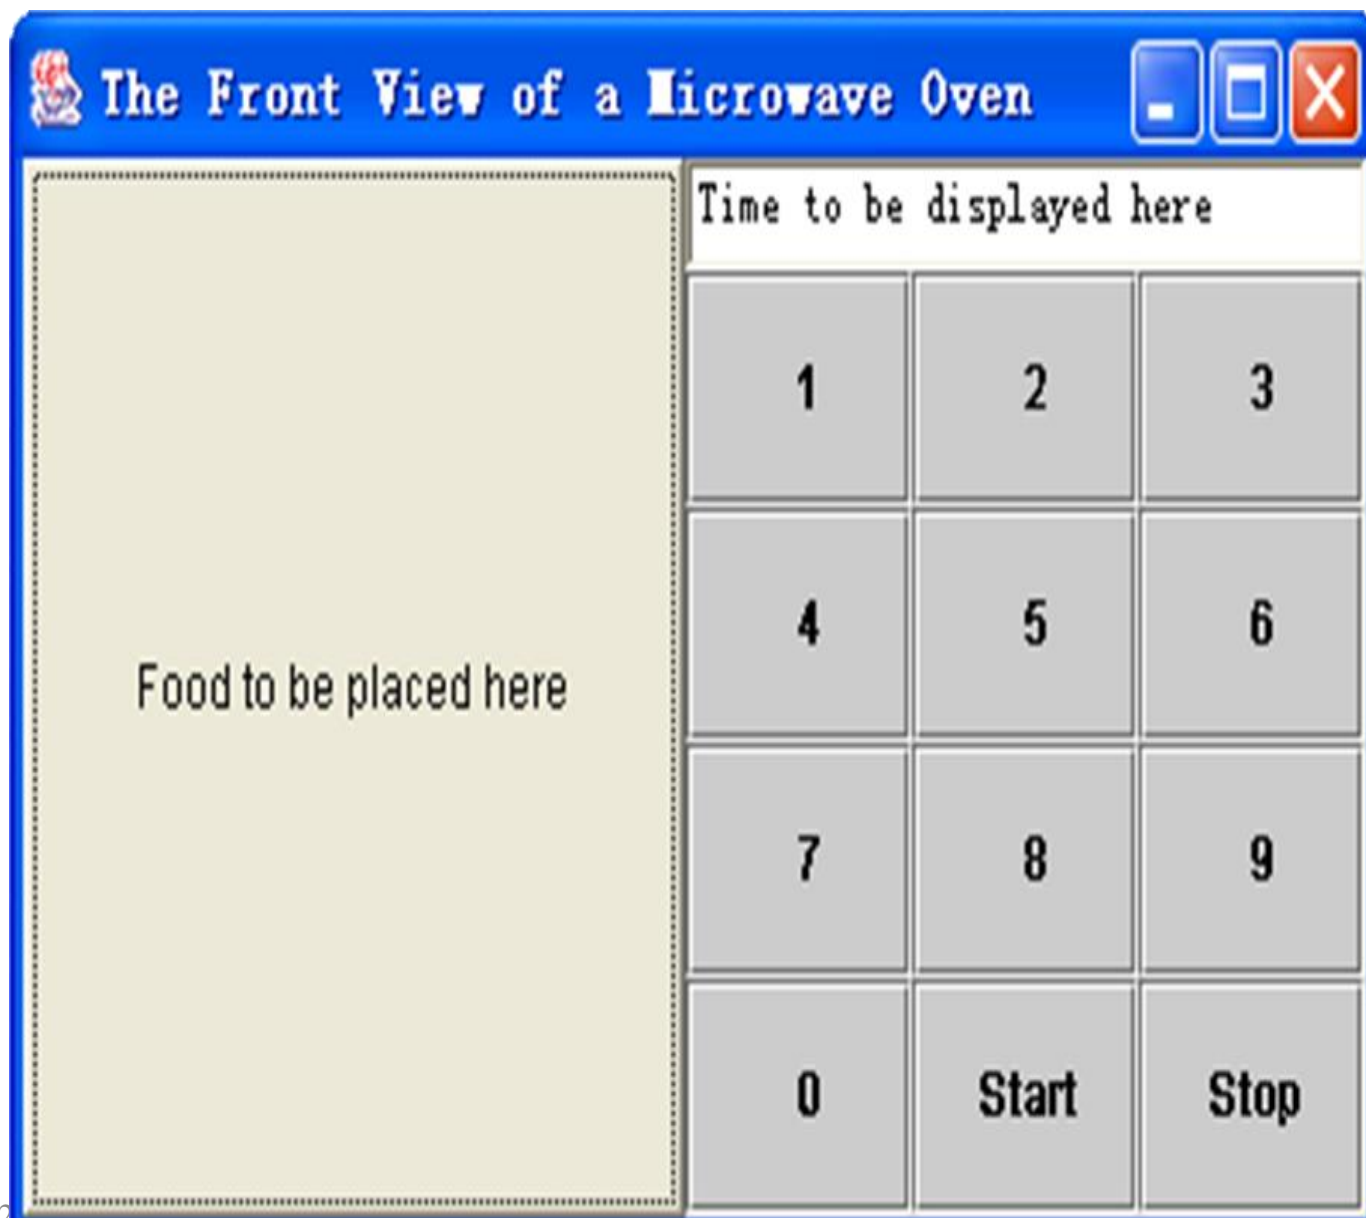 The Front View of a Microwave Oven
Time to be displayed here
1 2 3
4 5 6
Food to be placed here
7 8 9
0 Start Stop
2